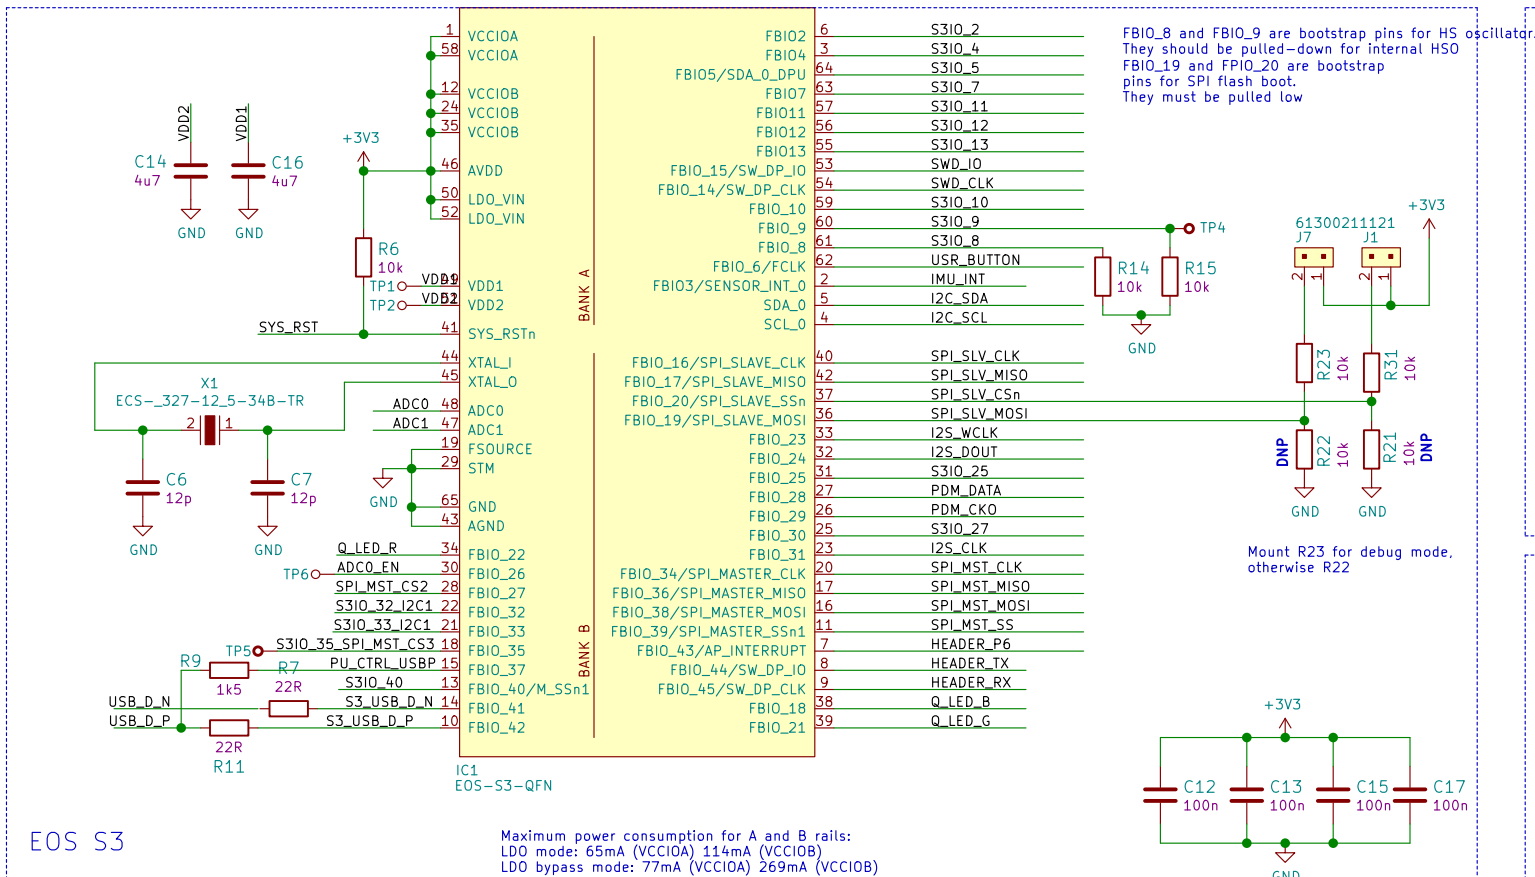 FBIO_8 and FBIO_9 are bootstrap pins for HS oscillator.
They should be pulled-down for internal HSO
FBIO_19 and FPIO_20 are bootstrap
pins for SPI flash boot.
They must be pulled low
VDD2
C14
4u7
GND
VDD1
C16
4u7
GND
+3V3
R6
10k
TP1
VDD1
TP2
VDD2
SYS_RST
X1
ECS-_327-12_5-34B-TR
2
1
C6
12p
GND
C7
12p
GND
ADC0
ADC1
GND
Q_LED_R
TP6
ADC0_EN
SPI_MST_CS2
S3IO_32_I2C1
S3IO_33_I2C1
TP5
S3IO_35_SPI_MST_CS3
R9
1k5
PU_CTRL_USBP
R7
22R
S3IO_40
USB_D_N
S3_USB_D_N
USB_D_P
S3_USB_D_P
22R
R11
1 VCCIOA
58 VCCIOA
12 VCCIOB
24 VCCIOB
35 VCCIOB
46 AVDD
50 LDO_VIN
52 LDO_VIN
49 VDD1
51 VDD2
41 SYS_RSTn
44 XTAL_I
45 XTAL_O
48 ADC0
47 ADC1
19 FSOURCE
29 STM
65 GND
43 AGND
34 FBIO_22
30 FBIO_26
28 FBIO_27
22 FBIO_32
21 FBIO_33
18 FBIO_35
15 FBIO_37
13 FBIO_40/M_SSn1
14 FBIO_41
10 FBIO_42
BANK A
BANK B
FBIO2 6 S3IO_2
FBIO4 3 S3IO_4
FBIO5/SDA_0_DPU 64 S3IO_5
FBIO7 63 S3IO_7
FBIO11 57 S3IO_11
FBIO12 56 S3IO_12
FBIO13 55 S3IO_13
FBIO_15/SW_DP_IO 53 SWD_IO
FBIO_14/SW_DP_CLK 54 SWD_CLK
FBIO_10 59 S3IO_10
FBIO_9 60 S3IO_9
FBIO_8 61 S3IO_8
FBIO_6/FCLK 62 USR_BUTTON
FBIO3/SENSOR_INT_0 2 IMU_INT
SDA_0 5 I2C_SDA
SCL_0 4 I2C_SCL
FBIO_16/SPI_SLAVE_CLK 40 SPI_SLV_CLK
FBIO_17/SPI_SLAVE_MISO 42 SPI_SLV_MISO
FBIO_20/SPI_SLAVE_SSn 37 SPI_SLV_CSn
FBIO_19/SPI_SLAVE_MOSI 36 SPI_SLV_MOSI
FBIO_23 33 I2S_WCLK
FBIO_24 32 I2S_DOUT
FBIO_25 31 S3IO_25
FBIO_28 27 PDM_DATA
FBIO_29 26 PDM_CKO
FBIO_30 25 S3IO_27
FBIO_31 23 I2S_CLK
FBIO_34/SPI_MASTER_CLK 20 SPI_MST_CLK
FBIO_36/SPI_MASTER_MISO 17 SPI_MST_MISO
FBIO_38/SPI_MASTER_MOSI 16 SPI_MST_MOSI
FBIO_39/SPI_MASTER_SSn1 11 SPI_MST_SS
FBIO_43/AP_INTERRUPT 7 HEADER_P6
FBIO_44/SW_DP_IO 8 HEADER_TX
FBIO_45/SW_DP_CLK 9 HEADER_RX
FBIO_18 38 Q_LED_B
FBIO_21 39 Q_LED_G
IC1
EOS-S3-QFN
TP4
R14
10k
R15
10k
GND
61300211121
J7
J1
+3V3
2
1
2
1
R23
10k
R31
10k
DNP
R22
10k
R21
10k
DNP
GND
GND
Mount R23 for debug mode,
otherwise R22
+3V3
C12
100n
C13
100n
C15
100n
C17
100n
GND
EOS S3
Maximum power consumption for A and B rails:
LDO mode: 65mA (VCCIOA) 114mA (VCCIOB)
LDO bypass mode: 77mA (VCCIOA) 269mA (VCCIOB)